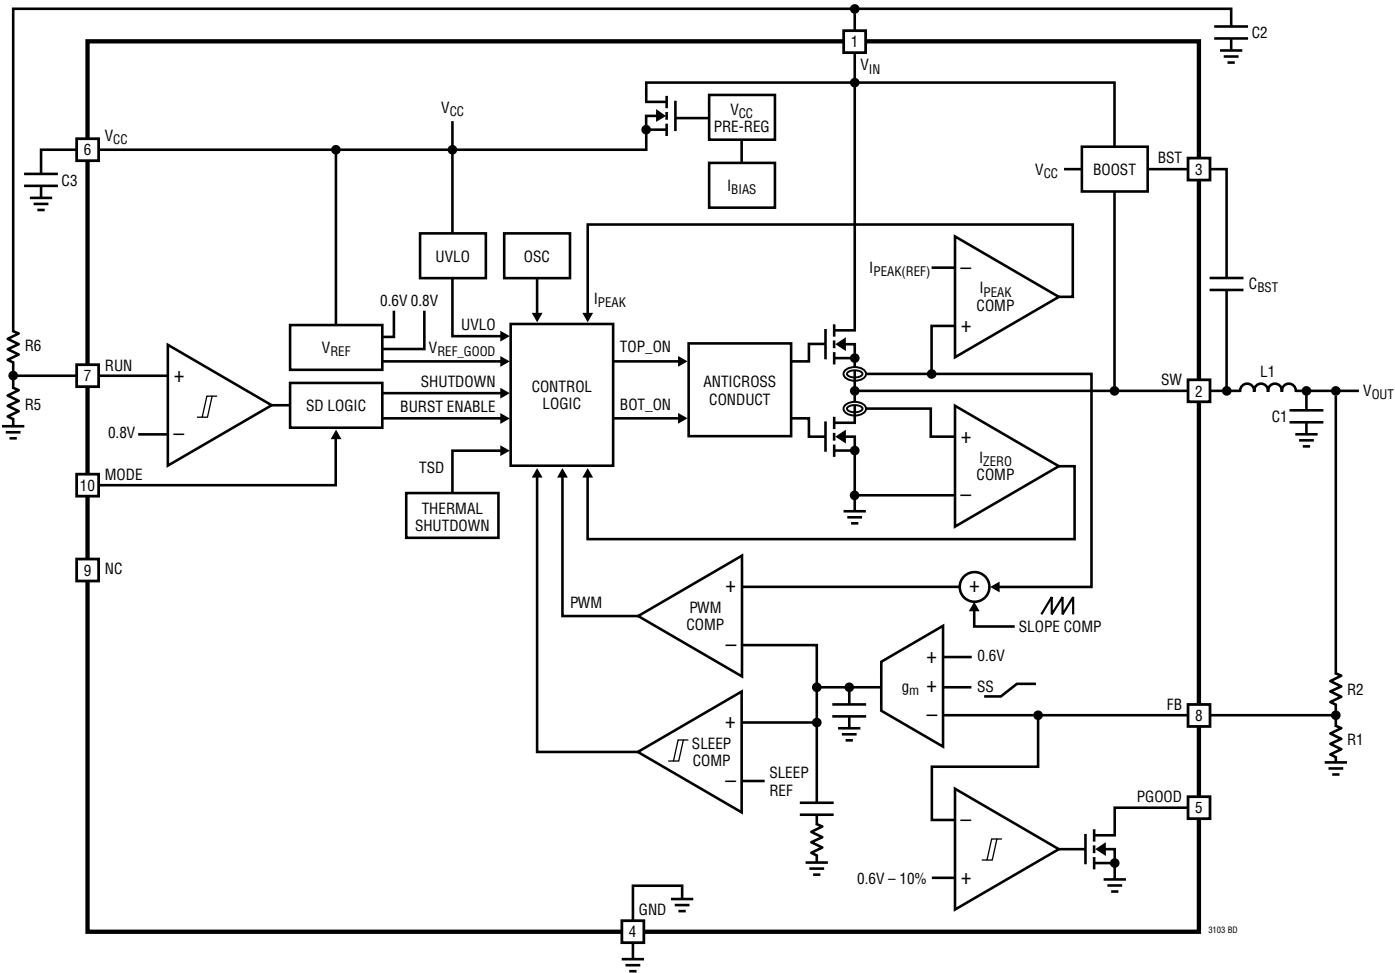 C2
1
VIN
VCC
VCC
PRE-REG
IBIAS
6
VCC
C3
VCC
BOOST
BST
3
UVLO
OSC
IPEAK(REF)
−
IPEAK
COMP
+
CBST
IPEAK
0.6V 0.8V
UVLO
VREF
VREF_GOOD
R6
7
RUN
R5
+
−
0.8V
SD LOGIC
SHUTDOWN
BURST ENABLE
CONTROL
LOGIC
TOP_ON
BOT_ON
ANTICROSS
CONDUCT
SW
2
L1
VOUT
C1
+
IZERO
COMP
−
10
MODE
TSD
THERMAL
SHUTDOWN
9
NC
PWM
+
PWM
COMP
−
+
SLOPE COMP
gm
+
0.6V
+
SS
−
FB
8
R2
R1
+
SLEEP
COMP
−
SLEEP
REF
PGOOD
5
−
0.6V – 10%
+
GND
4
3103 BD